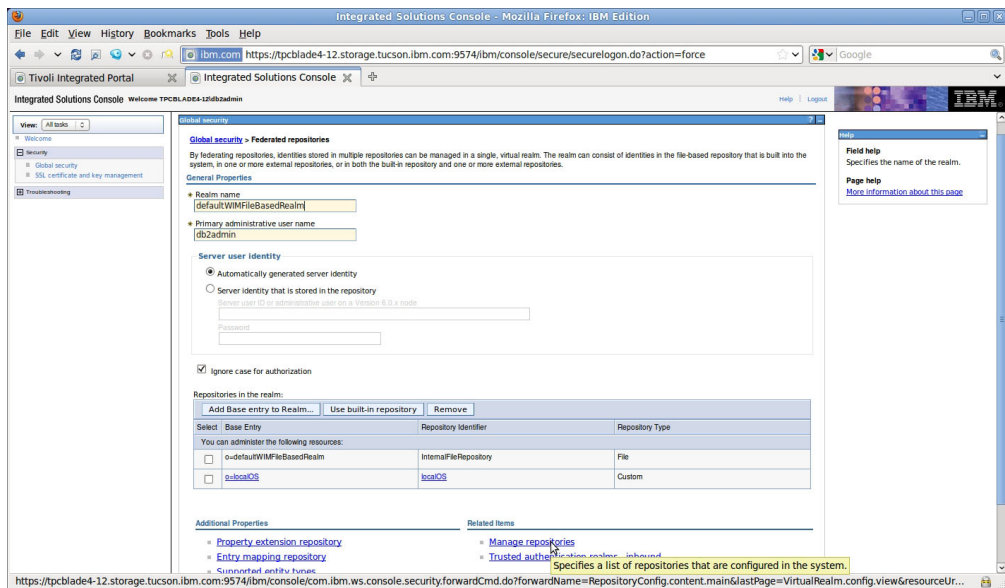 Integrated Solutions Console - Mozilla Firefox: IBM Edition
File Edit View History Bookmarks Tools Help
ibm.com https://tpcblade4-12.storage.tucson.ibm.com:9574/ibm/console/secure/securelogon.do?action=force
Google
Tivoli Integrated Portal
Integrated Solutions Console
Integrated Solutions Console Welcome TPCBLADE4-12\db2admin
Help | Logout
IBM.
View: All tasks
Welcome
Security
Global security
SSL certificate and key management
Troubleshooting
Global security
Global security > Federated repositories
By federating repositories, identities stored in multiple repositories can be managed in a single, virtual realm. The realm can consist of identities in the file-based repository that is built into the
system, in one or more external repositories, or in both the built-in repository and one or more external repositories.
General Properties
* Realm name
defaultWIMFileBasedRealm
* Primary administrative user name
db2admin
Server user identity
Automatically generated server identity
Server identity that is stored in the repository
Server user ID or administrative user on a Version 6.0.x node
Password
Ignore case for authorization
Repositories in the realm:
Add Base entry to Realm... Use built-in repository Remove
Select Base Entry Repository Identifier Repository Type
You can administer the following resources:
o=defaultWIMFileBasedRealm InternalFileRepository File
o=localOS localOS Custom
Additional Properties
Property extension repository
Entry mapping repository
Supported entity types
Related Items
Manage repositories
Trusted authentication realms - inbound
Specifies a list of repositories that are configured in the system.
Help
Field help
Specifies the name of the realm.
Page help
More information about this page
https://tpcblade4-12.storage.tucson.ibm.com:9574/ibm/console/com.ibm.ws.console.security.forwardCmd.do?forwardName=RepositoryConfig.content.main&lastPage=VirtualRealm.config.view&resourceUr...